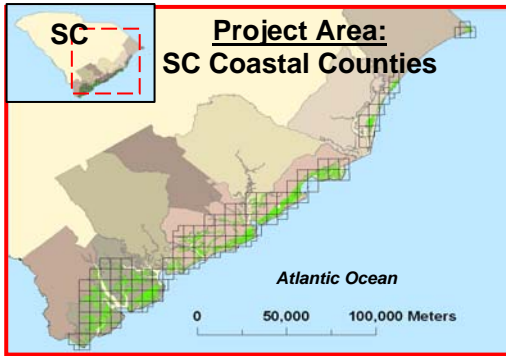 SC
Project Area:
SC Coastal Counties
Atlantic Ocean
0 50,000 100,000 Meters